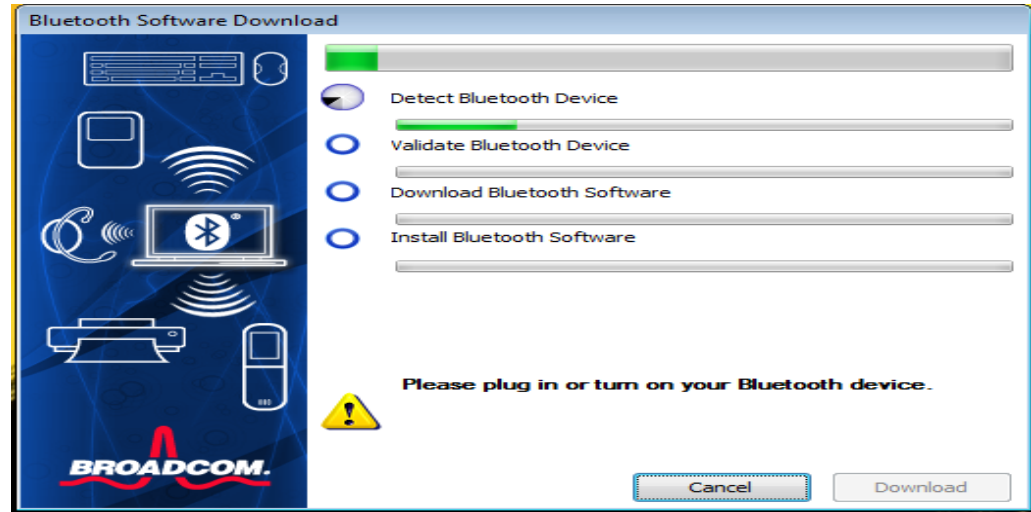 Bluetooth Software Download
Detect Bluetooth Device
Validate Bluetooth Device
Download Bluetooth Software
Install Bluetooth Software
Please plug in or turn on your Bluetooth device.
BROADCOM.
Cancel
Download